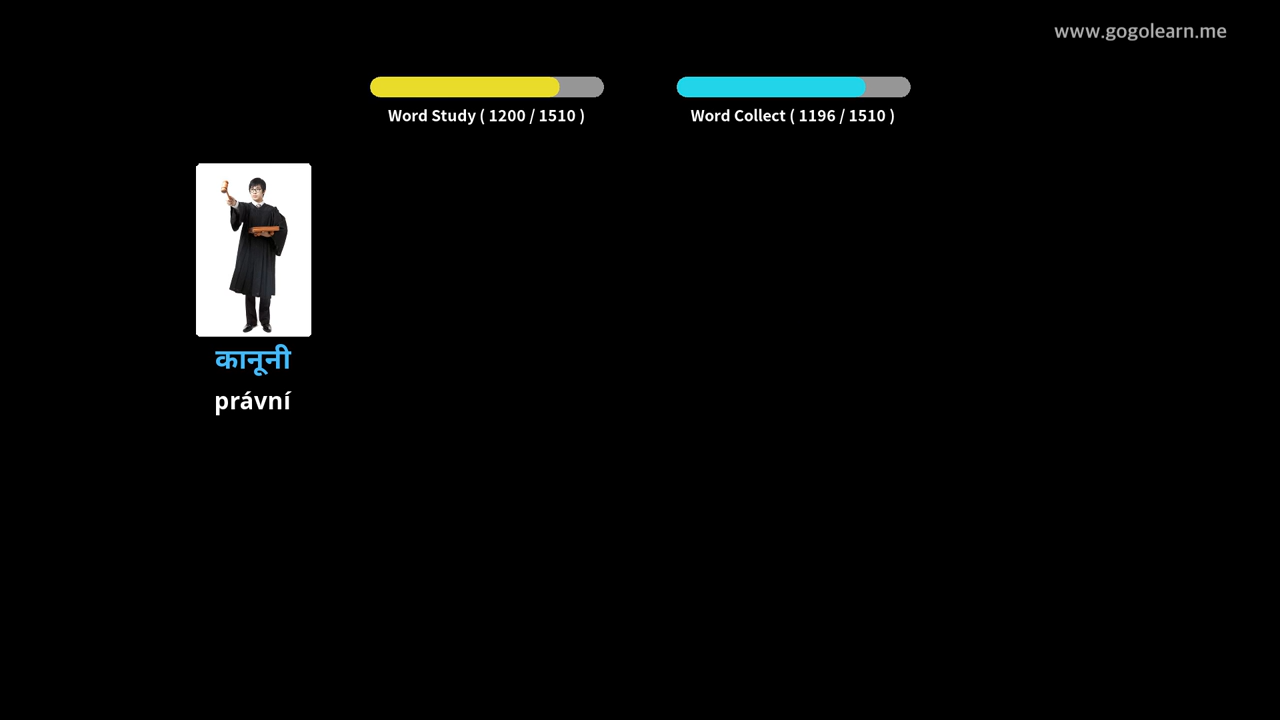 www.gogolearn.me
Word Study ( 1200 / 1510 )
Word Collect ( 1196 / 1510 )
कानूनी
právní